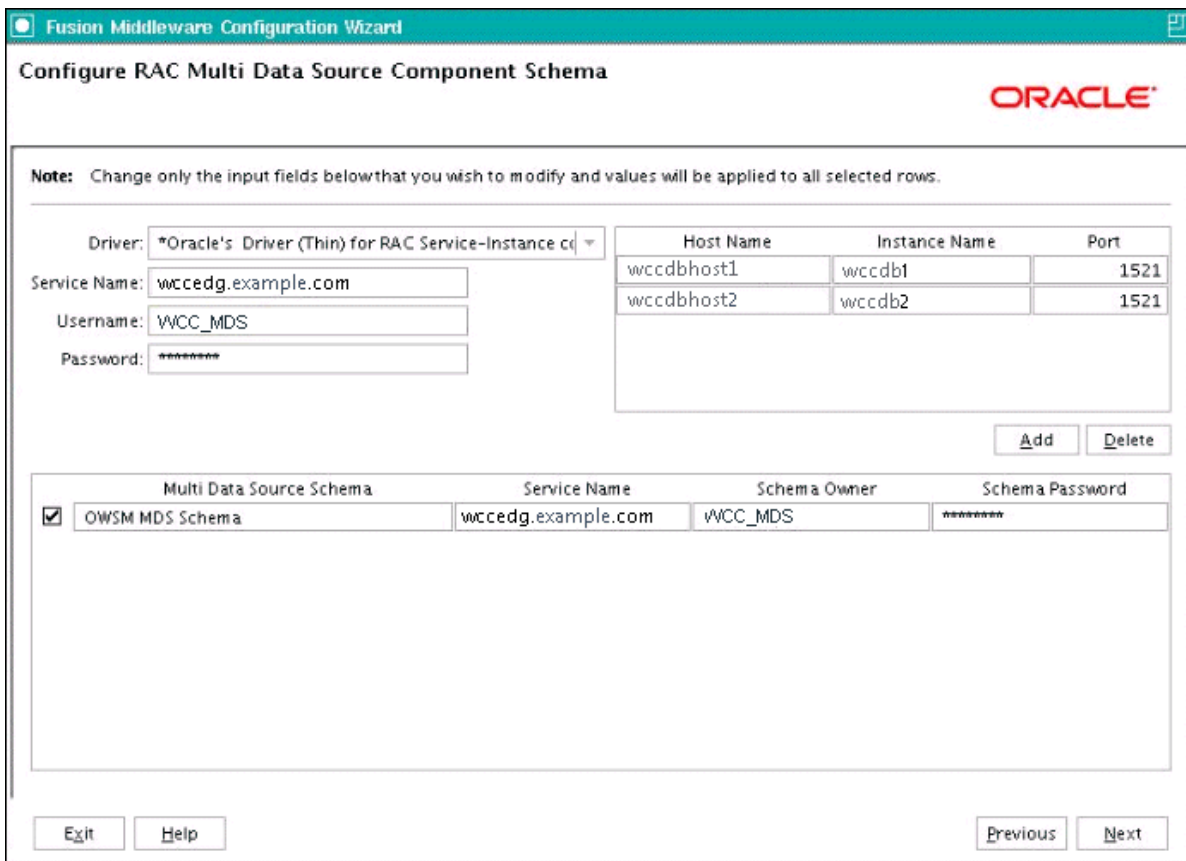 Fusion Middleware Configuration Wizard
Configure RAC Multi Data Source Component Schema
ORACLE
Note: Change only the input fields below that you wish to modify and values will be applied to all selected rows.
Driver: *Oracle's Driver (Thin) for RAC Service-Instance co
Service Name: wccedg.example.com
Username: WCC_MDS
Password: ********
Host Name Instance Name Port
wccdbhost1 wccdb1 1521
wccdbhost2 wccdb2 1521
Add Delete
Multi Data Source Schema Service Name Schema Owner Schema Password
OWSM MDS Schema wccedg.example.com WCC_MDS ********
Exit Help Previous Next